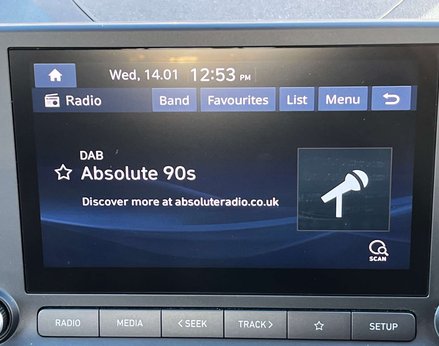 Wed, 14.01 12:53 PM
Radio Band Favourites List Menu
DAB
Absolute 90s
Discover more at absoluteradio.co.uk
SCAN
RADIO MEDIA < SEEK TRACK > SETUP